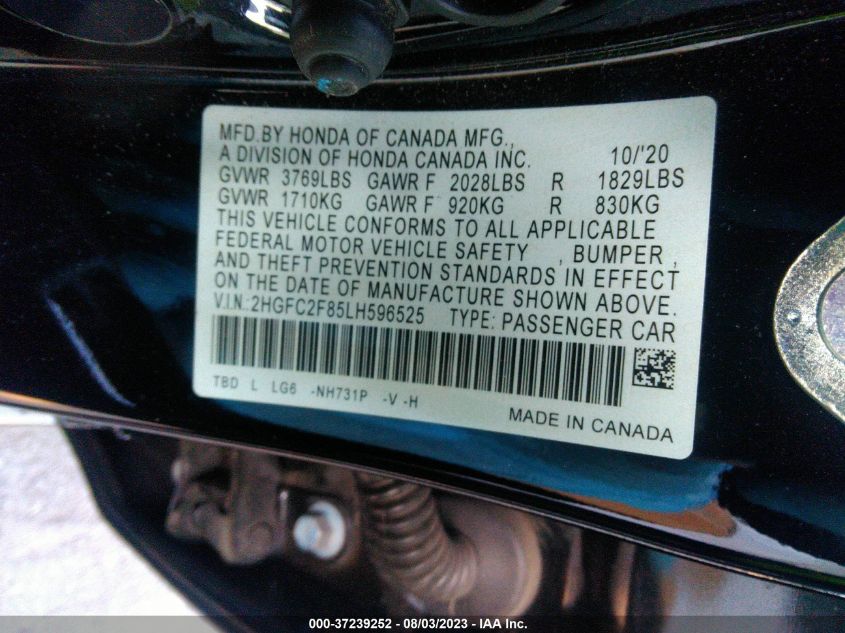 MFD.BY HONDA OF CANADA MFG.,
A DIVISION OF HONDA CANADA INC. 10/'20
GVWR 3769LBS GAWR F 2028LBS R 1829LBS
GVWR 1710KG GAWR F 920KG R 830KG
THIS VEHICLE CONFORMS TO ALL APPLICABLE
FEDERAL MOTOR VEHICLE SAFETY , BUMPER ,
AND THEFT PREVENTION STANDARDS IN EFFECT
ON THE DATE OF MANUFACTURE SHOWN ABOVE.
V.I.N.:2HGFC2F85LH596525 TYPE: PASSENGER CAR
TBD L LG6 -NH731P -V -H
MADE IN CANADA
000-37239252 - 08/03/2023 - IAA Inc.